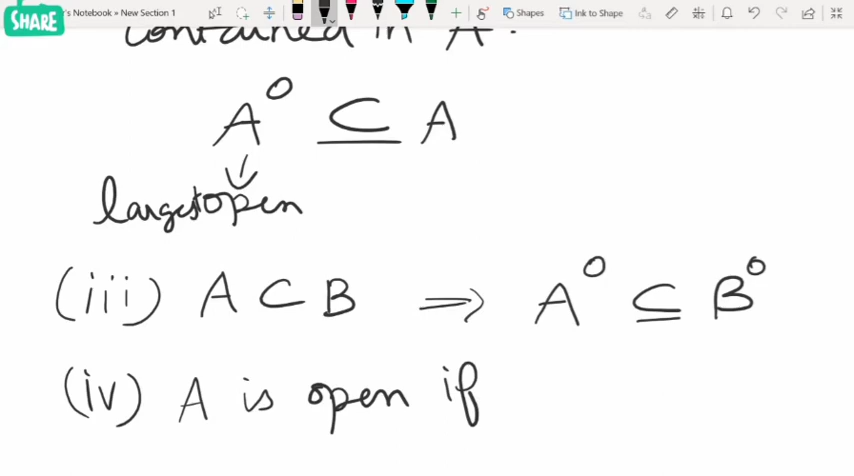 SHARE
's Notebook » New Section 1
Shapes
Ink to Shape
contained in A.
A° ⊆ A
↓
largest open
(iii) A ⊂ B ⇒ A° ⊆ B°
(iv) A is open if